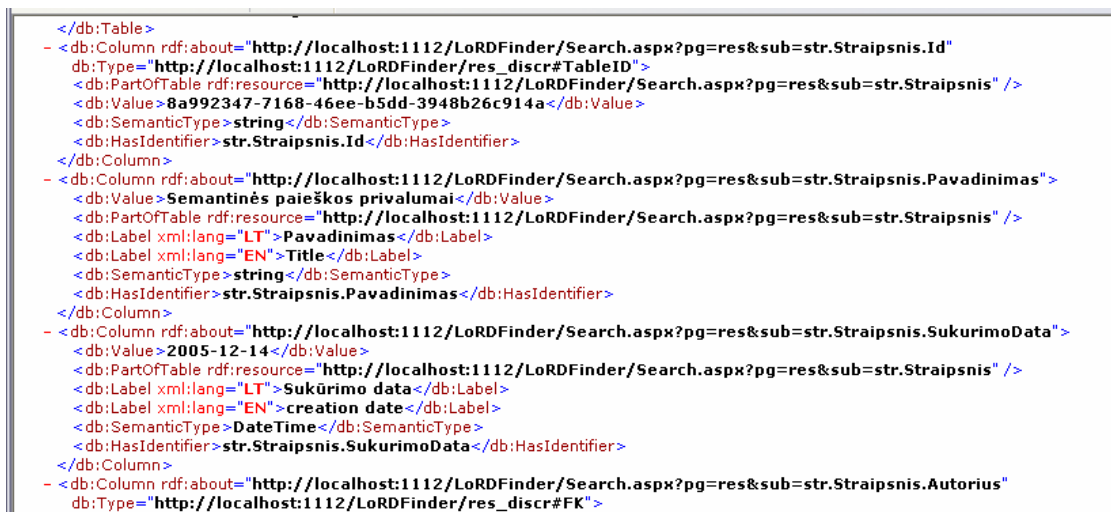 </db:Table>
- <db:Column rdf:about="http://localhost:1112/LoRDFinder/Search.aspx?pg=res&sub=str.Straipsnis.Id"
db:Type="http://localhost:1112/LoRDFinder/res_discr#TableID">
<db:PartOfTable rdf:resource="http://localhost:1112/LoRDFinder/Search.aspx?pg=res&sub=str.Straipsnis" />
<db:Value>8a992347-7168-46ee-b5dd-3948b26c914a</db:Value>
<db:SemanticType>string</db:SemanticType>
<db:HasIdentifier>str.Straipsnis.Id</db:HasIdentifier>
</db:Column>
- <db:Column rdf:about="http://localhost:1112/LoRDFinder/Search.aspx?pg=res&sub=str.Straipsnis.Pavadinimas">
<db:Value>Semantinės paieškos privalumai</db:Value>
<db:PartOfTable rdf:resource="http://localhost:1112/LoRDFinder/Search.aspx?pg=res&sub=str.Straipsnis" />
<db:Label xml:lang="LT">Pavadinimas</db:Label>
<db:Label xml:lang="EN">Title</db:Label>
<db:SemanticType>string</db:SemanticType>
<db:HasIdentifier>str.Straipsnis.Pavadinimas</db:HasIdentifier>
</db:Column>
- <db:Column rdf:about="http://localhost:1112/LoRDFinder/Search.aspx?pg=res&sub=str.Straipsnis.SukurimoData">
<db:Value>2005-12-14</db:Value>
<db:PartOfTable rdf:resource="http://localhost:1112/LoRDFinder/Search.aspx?pg=res&sub=str.Straipsnis" />
<db:Label xml:lang="LT">Sukūrimo data</db:Label>
<db:Label xml:lang="EN">creation date</db:Label>
<db:SemanticType>DateTime</db:SemanticType>
<db:HasIdentifier>str.Straipsnis.SukurimoData</db:HasIdentifier>
</db:Column>
- <db:Column rdf:about="http://localhost:1112/LoRDFinder/Search.aspx?pg=res&sub=str.Straipsnis.Autorius"
db:Type="http://localhost:1112/LoRDFinder/res_discr#FK">